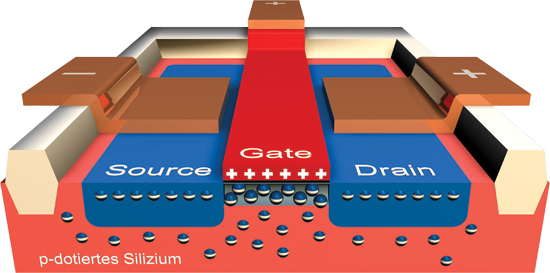 +
− +
Gate
Source Drain
++++++
p-dotiertes Silizium